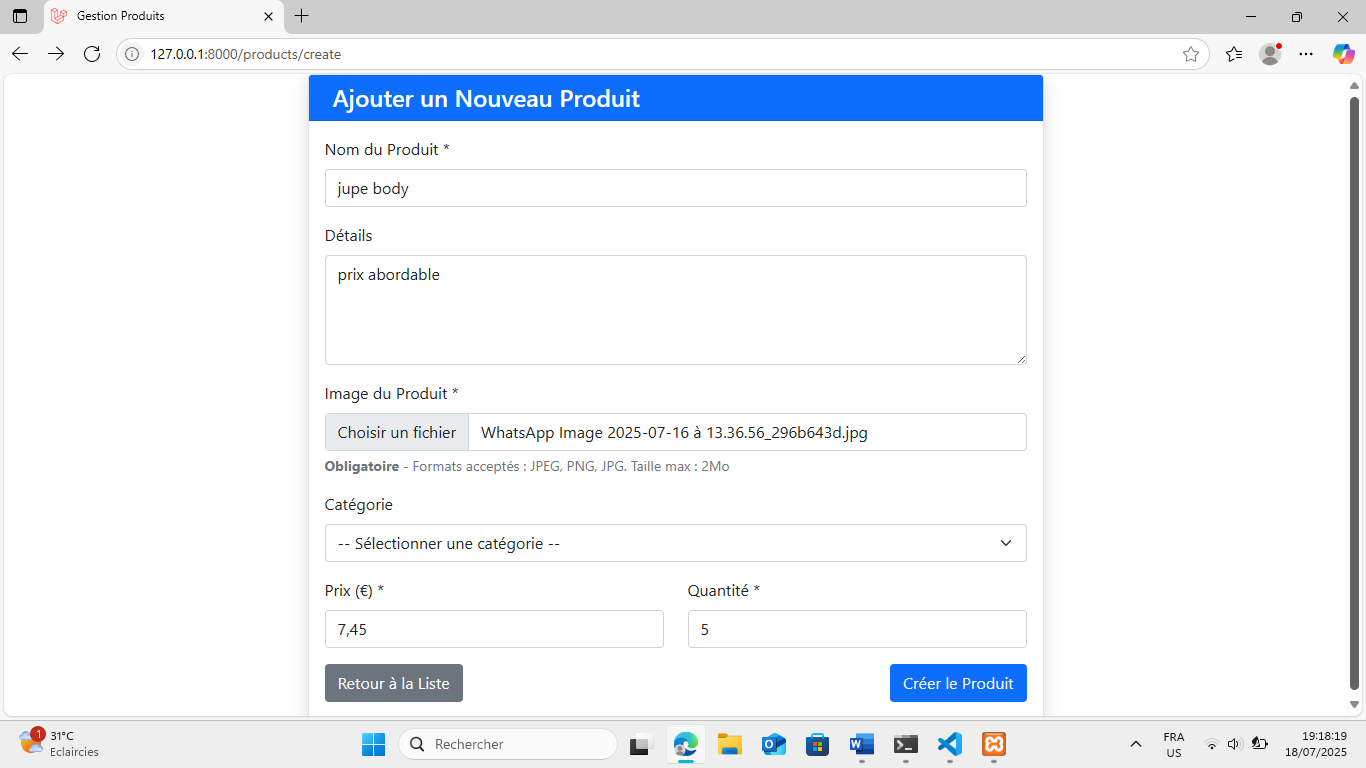 Gestion Produits
127.0.0.1:8000/products/create
Ajouter un Nouveau Produit
Nom du Produit *
jupe body
Détails
prix abordable
Image du Produit *
Choisir un fichier WhatsApp Image 2025-07-16 à 13.36.56_296b643d.jpg
Obligatoire - Formats acceptés : JPEG, PNG, JPG. Taille max : 2Mo
Catégorie
-- Sélectionner une catégorie --
Prix (€) * Quantité *
7,45 5
Retour à la Liste Créer le Produit
1 31°C
Eclaircies
Rechercher
FRA
US
19:18:19
18/07/2025